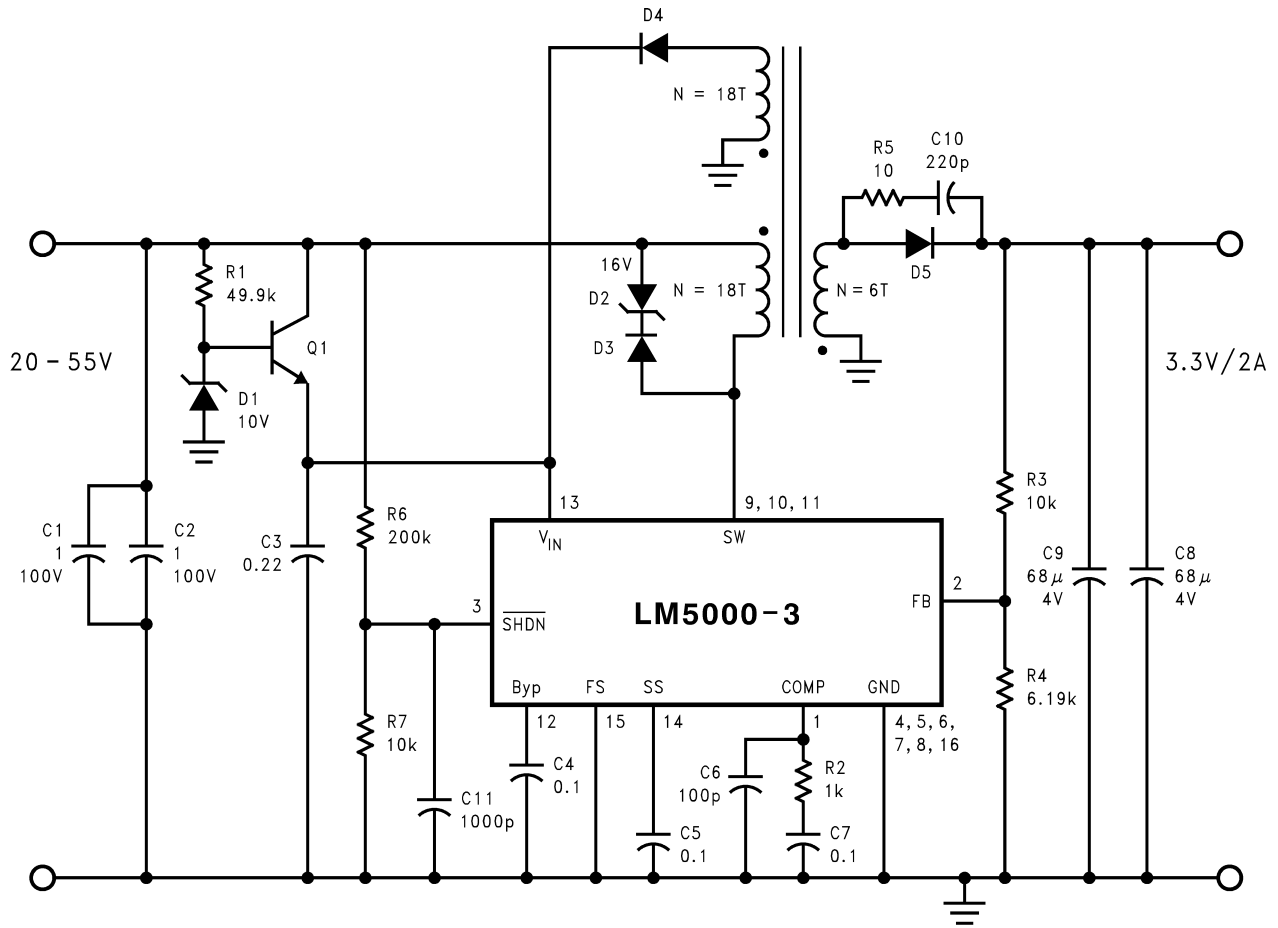 D4
N = 18T
R5
10
C10
220p
R1
49.9k
16V
D2
N = 18T
N = 6T
D5
D3
Q1
20 – 55V
3.3V/2A
D1
10V
C1
1
100V
C2
1
100V
C3
0.22
R6
200k
13
VIN
9, 10, 11
SW
R3
10k
C9
68μ
4V
C8
68μ
4V
3
SHDN
LM5000-3
FB
2
R4
6.19k
Byp
FS
SS
COMP
GND
12
15
14
1
4, 5, 6,
7, 8, 16
R7
10k
C11
1000p
C4
0.1
C5
0.1
C6
100p
R2
1k
C7
0.1